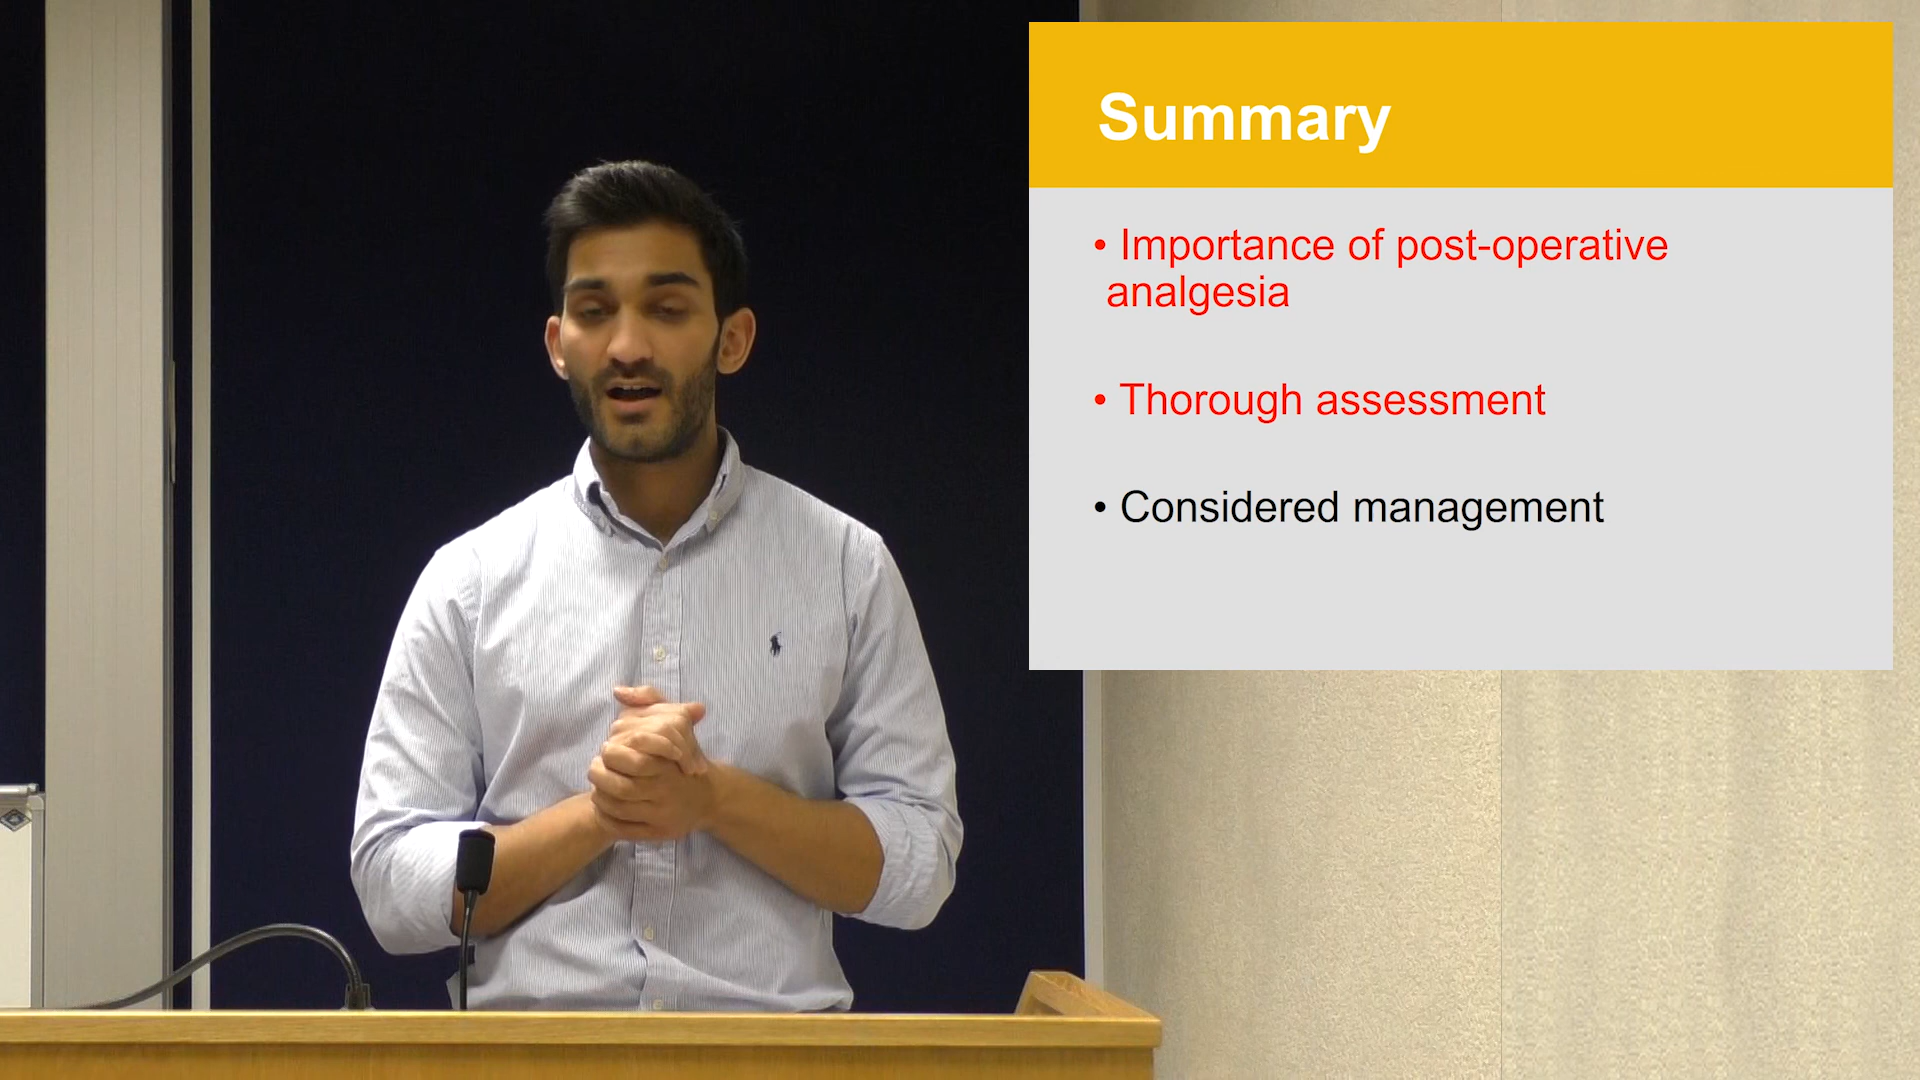 Summary
• Importance of post-operative
analgesia
• Thorough assessment
• Considered management